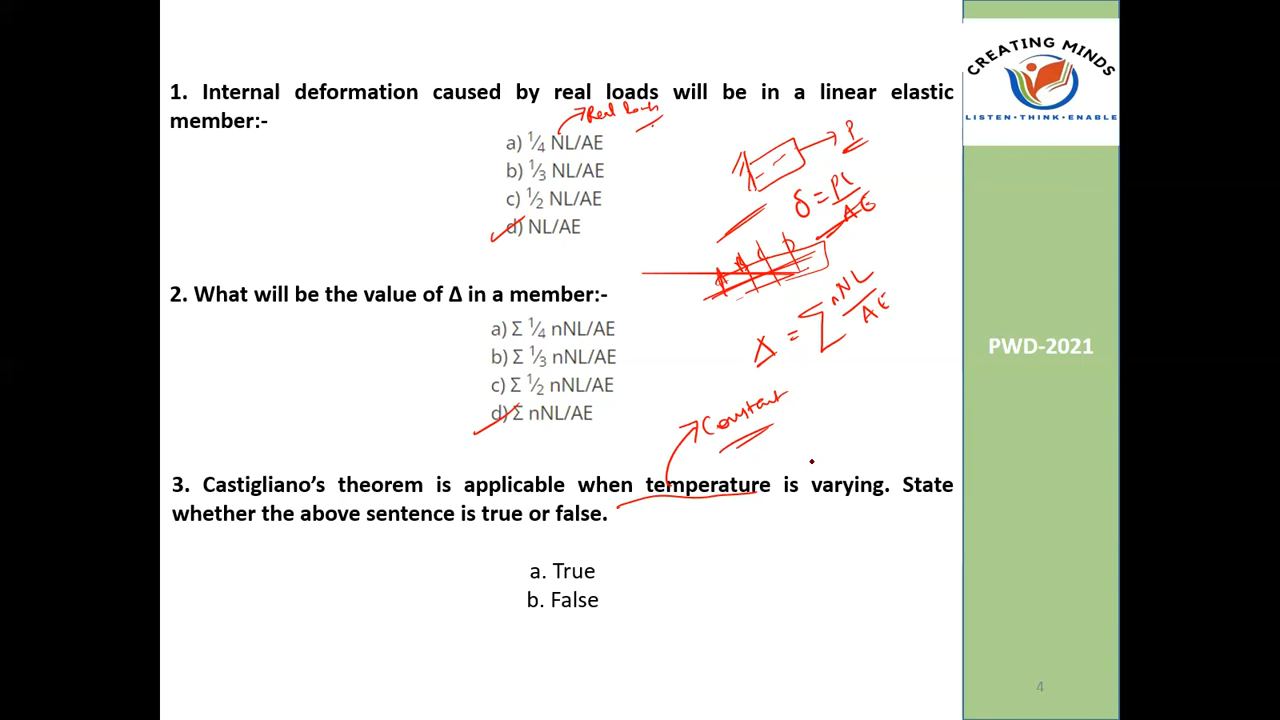 CREATING MINDS
LISTEN•THINK•ENABLE
1. Internal deformation caused by real loads will be in a linear elastic
member:-
Real loads
a) ¼ NL/AE
b) ⅓ NL/AE
c) ½ NL/AE
d) NL/AE
P
δ = PL/AE
2. What will be the value of Δ in a member:-
a) Σ ¼ nNL/AE
b) Σ ⅓ nNL/AE
c) Σ ½ nNL/AE
d) Σ nNL/AE
Δ = Σ nNL/AE
PWD-2021
Constant
3. Castigliano’s theorem is applicable when temperature is varying. State
whether the above sentence is true or false.
a. True
b. False
4